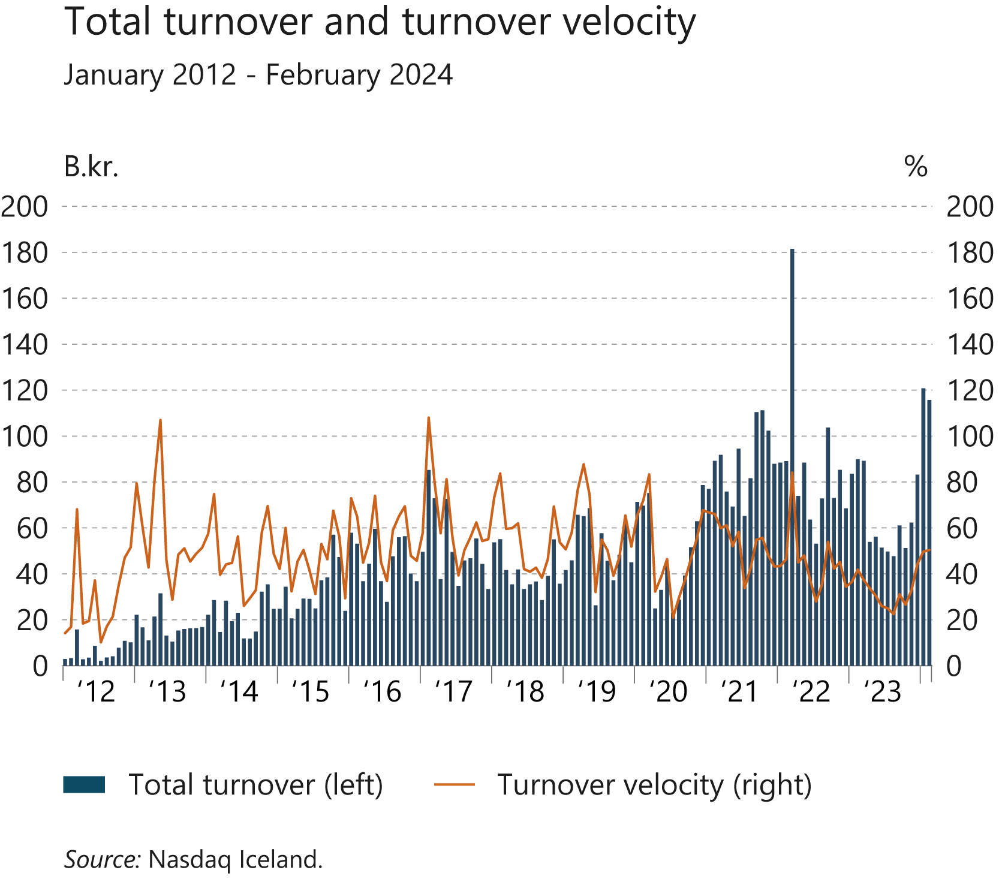 Total turnover and turnover velocity
January 2012 - February 2024
B.kr. %
200 200
180 180
160 160
140 140
120 120
100 100
80 80
60 60
40 40
20 20
0 0
‘12 ‘13 ‘14 ‘15 ‘16 ‘17 ‘18 ‘19 ‘20 ‘21 ‘22 ‘23
Total turnover (left) Turnover velocity (right)
Source: Nasdaq Iceland.